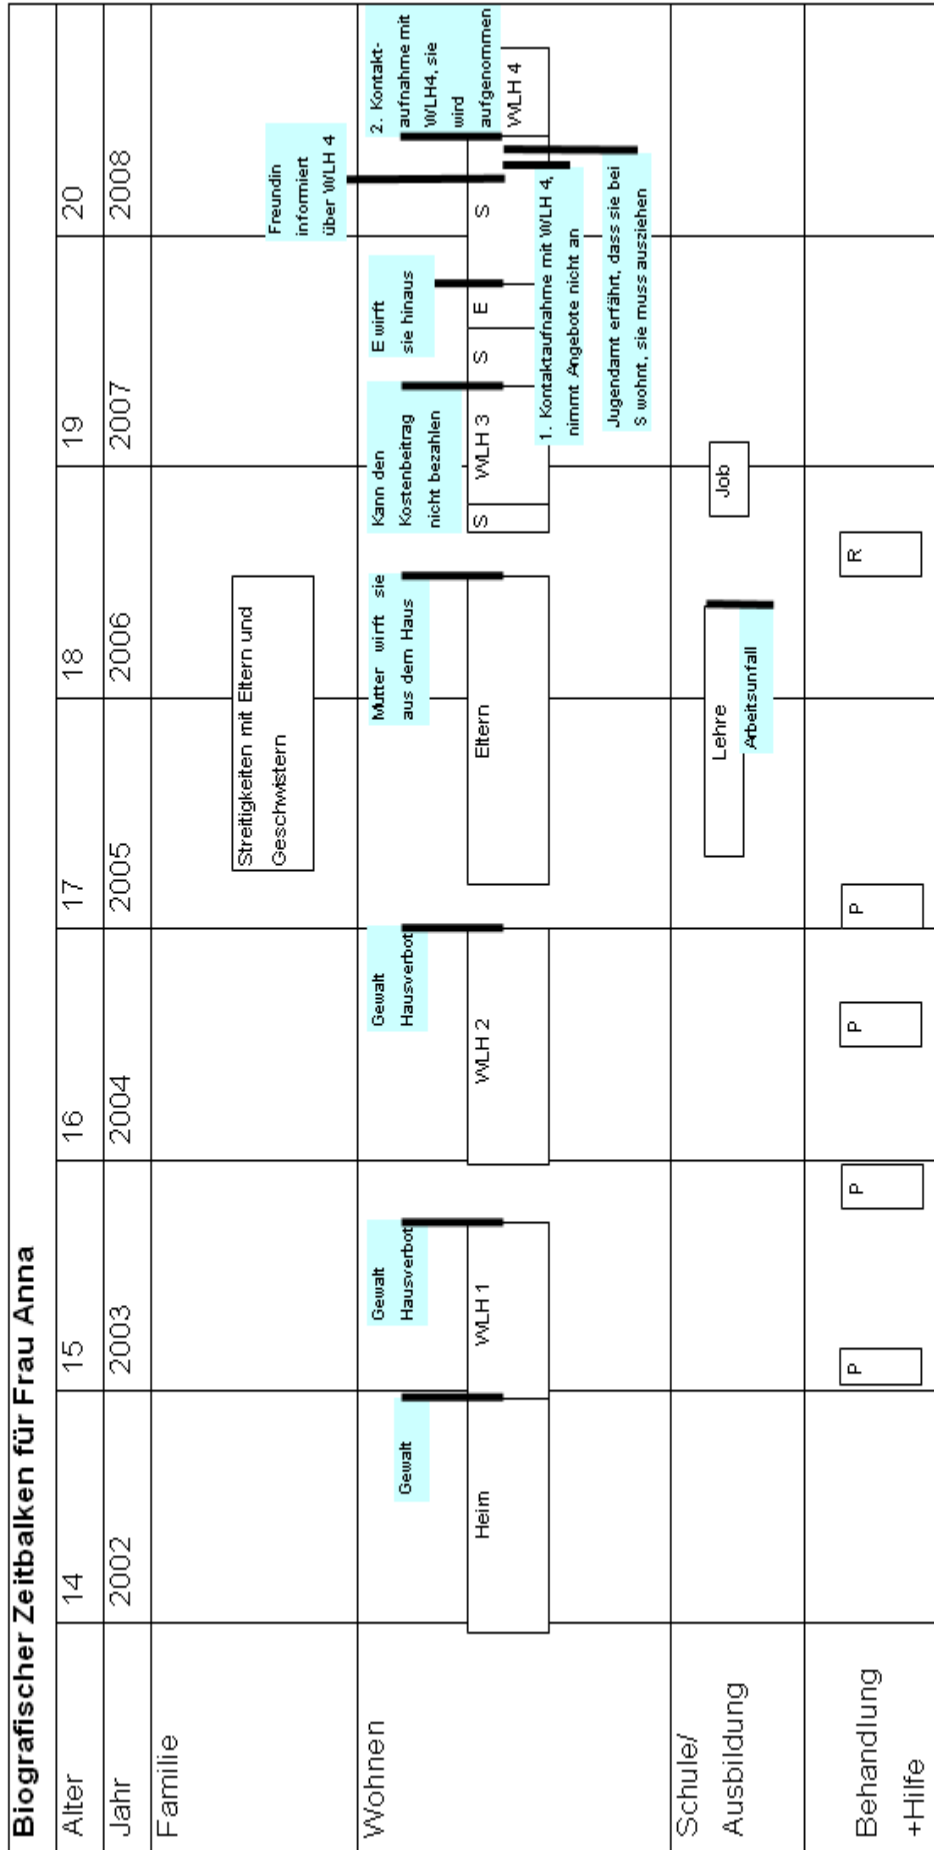 Biografischer Zeitbalken für Frau Anna
Alter 14 15 16 17 18 19 20
Jahr 2002 2003 2004 2005 2006 2007 2008
Familie
Streitigkeiten mit Eltern und
Geschwistern
Freundin
informiert
über WLH 4
Wohnen
Gewalt
Gewalt
Hausverbot
Gewalt
Hausverbot
Mutter wirft sie
aus dem Haus
Kann den
Kostenbeitrag
nicht bezahlen
E wirft
sie hinaus
2. Kontakt-
aufnahme mit
WLH4, sie
wird
aufgenommen
Heim
WLH 1
WLH 2
Eltern
S
WLH 3
S
E
S
WLH 4
1. Kontaktaufnahme mit WLH 4,
nimmt Angebote nicht an
Jugendamt erfährt, dass sie bei
S wohnt, sie muss ausziehen
Schule/
Ausbildung
Lehre
Arbeitsunfall
Job
Behandlung
+Hilfe
P
P
P
P
R